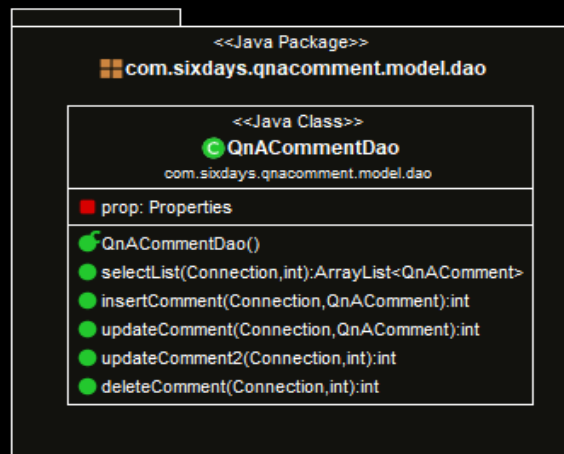 <<Java Package>>
com.sixdays.qnacomment.model.dao
<<Java Class>>
C QnACommentDao
com.sixdays.qnacomment.model.dao
prop: Properties
QnACommentDao()
selectList(Connection,int):ArrayList<QnAComment>
insertComment(Connection,QnAComment):int
updateComment(Connection,QnAComment):int
updateComment2(Connection,int):int
deleteComment(Connection,int):int